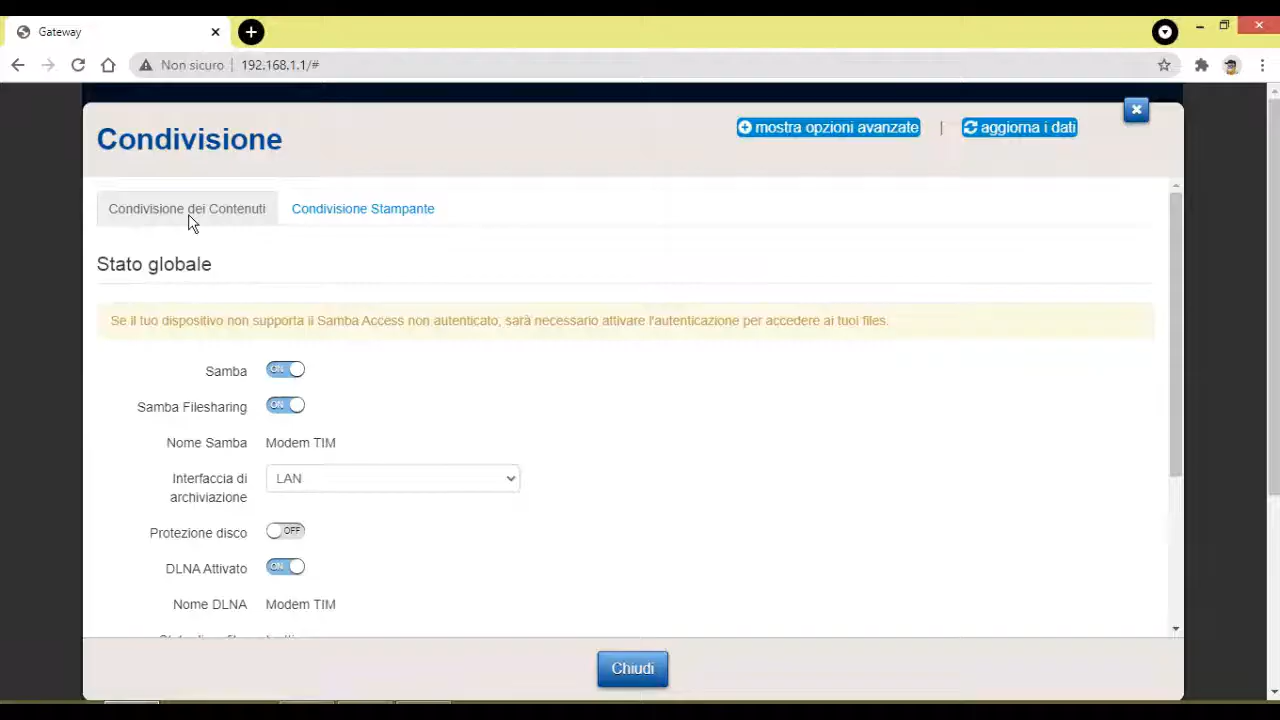 Gateway
Non sicuro | 192.168.1.1/#
Condivisione
mostra opzioni avanzate | aggiorna i dati
Condivisione dei Contenuti Condivisione Stampante
Stato globale
Se il tuo dispositivo non supporta il Samba Access non autenticato, sarà necessario attivare l'autenticazione per accedere ai tuoi files.
Samba ON
Samba Filesharing ON
Nome Samba Modem TIM
Interfaccia di archiviazione LAN
Protezione disco OFF
DLNA Attivato ON
Nome DLNA Modem TIM
Chiudi